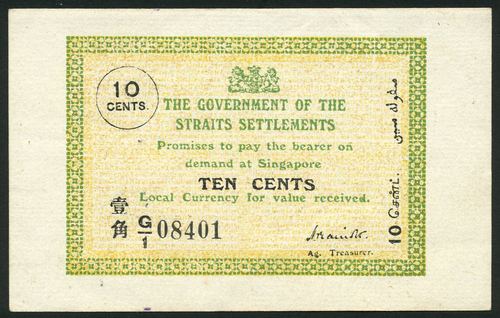 10
CENTS.
THE GOVERNMENT OF THE
STRAITS SETTLEMENTS
Promises to pay the bearer on
demand at Singapore
TEN CENTS
Local Currency for value received.
壹角
G/1 08401
Ag. Treasurer.
10